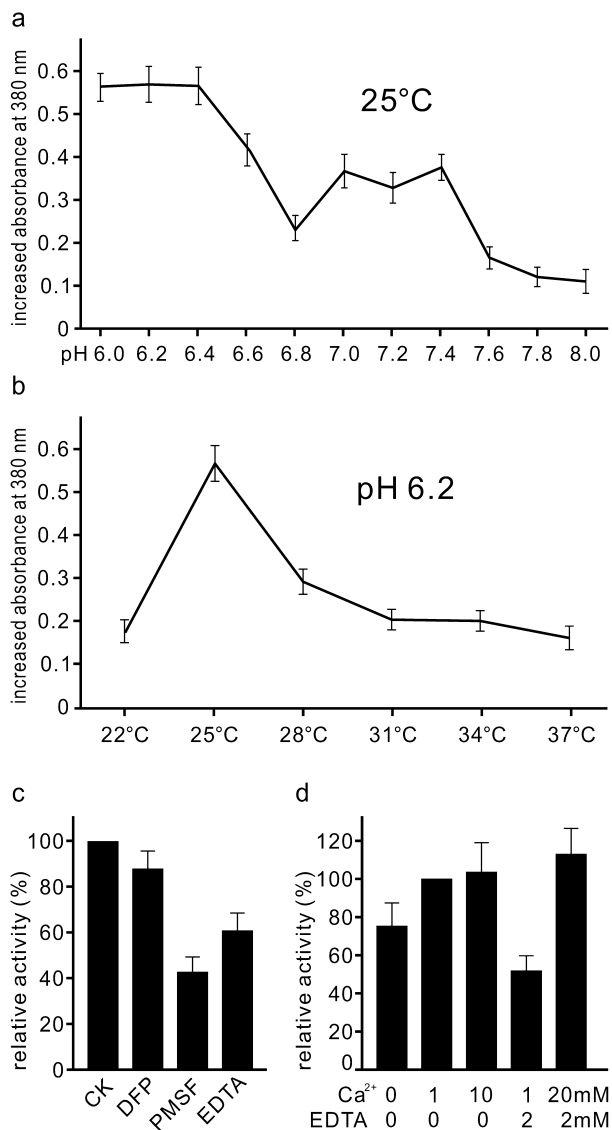 a
increased absorbance at 380 nm
0.6
0.5
0.4
0.3
0.2
0.1
0
25°C
pH 6.0 6.2 6.4 6.6 6.8 7.0 7.2 7.4 7.6 7.8 8.0
b
increased absorbance at 380 nm
0.6
0.5
0.4
0.3
0.2
0.1
0
pH 6.2
22°C 25°C 28°C 31°C 34°C 37°C
c
relative activity (%)
100
80
60
40
20
0
CK DFP PMSF EDTA
d
relative activity (%)
120
100
80
60
40
20
0
Ca²⁺ 0 1 10 1 20mM
EDTA 0 0 0 2 2mM